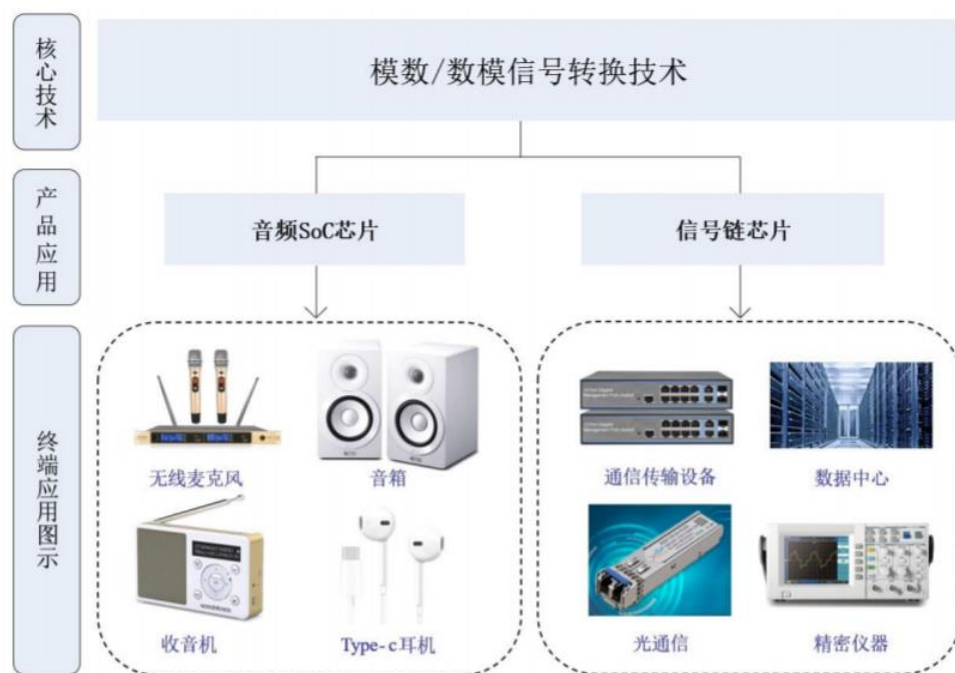 核心技术
模数/数模信号转换技术
产品应用
音频SoC芯片
信号链芯片
终端应用图示
无线麦克风
音箱
通信传输设备
数据中心
收音机
Type-c耳机
光通信
精密仪器